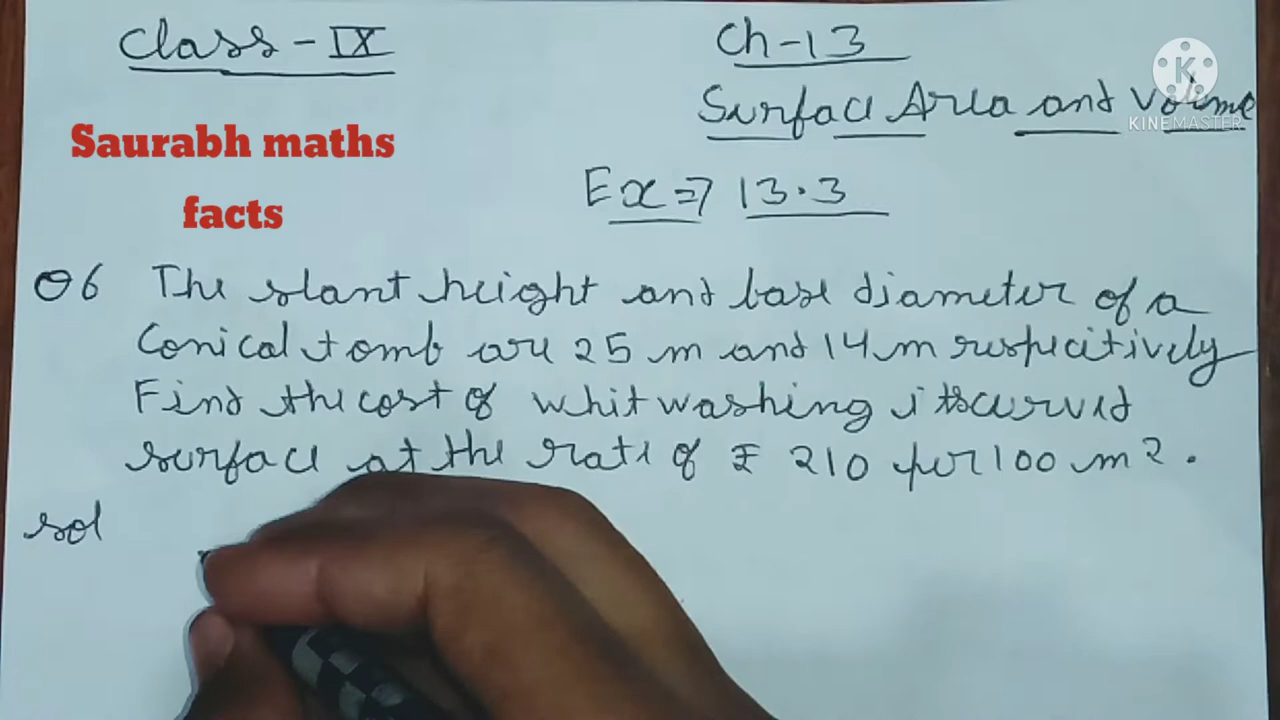 Class - IX
Ch-13
K
KINEMASTER
Surface Area and Volume
Saurabh maths
facts
Ex => 13.3
Q6 The slant height and base diameter of a
Conical tomb are 25 m and 14 m respecitively
Find the cost of whitwashing its curved
surface at the rate of ₹ 210 per 100 m².
sol